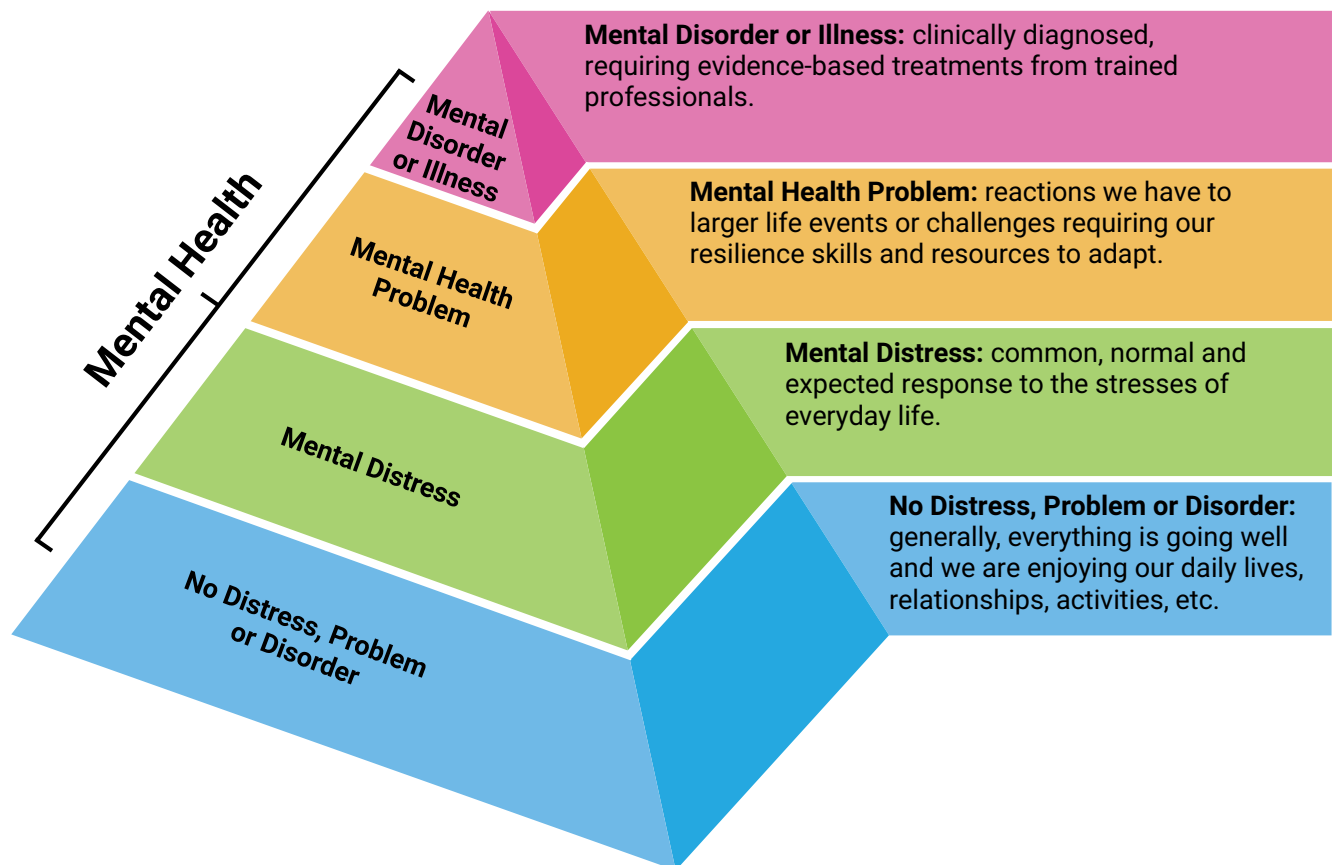 Mental Health
Mental
Disorder
or Illness
Mental Health
Problem
Mental Distress
No Distress, Problem
or Disorder
Mental Disorder or Illness: clinically diagnosed,
requiring evidence-based treatments from trained
professionals.
Mental Health Problem: reactions we have to
larger life events or challenges requiring our
resilience skills and resources to adapt.
Mental Distress: common, normal and
expected response to the stresses of
everyday life.
No Distress, Problem or Disorder:
generally, everything is going well
and we are enjoying our daily lives,
relationships, activities, etc.